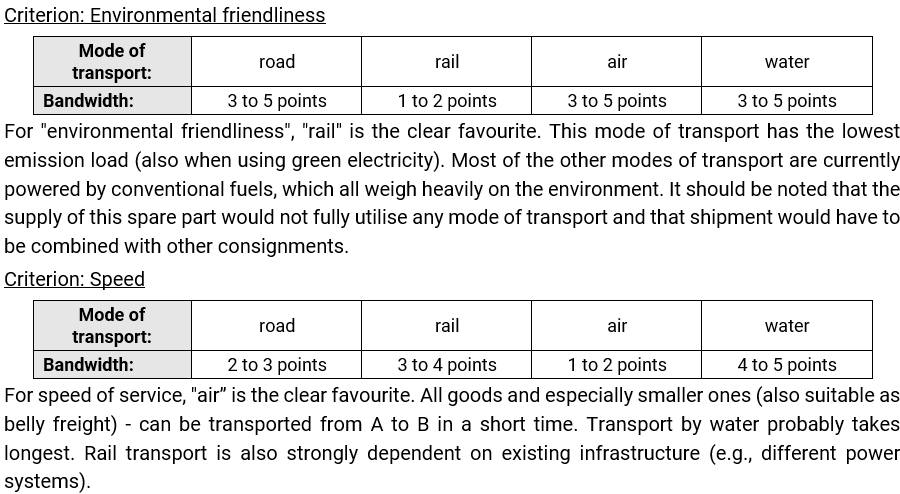 Criterion: Environmental friendliness
Mode of transport: road rail air water
Bandwidth: 3 to 5 points 1 to 2 points 3 to 5 points 3 to 5 points
For "environmental friendliness", "rail" is the clear favourite. This mode of transport has the lowest
emission load (also when using green electricity). Most of the other modes of transport are currently
powered by conventional fuels, which all weigh heavily on the environment. It should be noted that the
supply of this spare part would not fully utilise any mode of transport and that shipment would have to
be combined with other consignments.
Criterion: Speed
Mode of transport: road rail air water
Bandwidth: 2 to 3 points 3 to 4 points 1 to 2 points 4 to 5 points
For speed of service, "air” is the clear favourite. All goods and especially smaller ones (also suitable as
belly freight) - can be transported from A to B in a short time. Transport by water probably takes
longest. Rail transport is also strongly dependent on existing infrastructure (e.g., different power
systems).